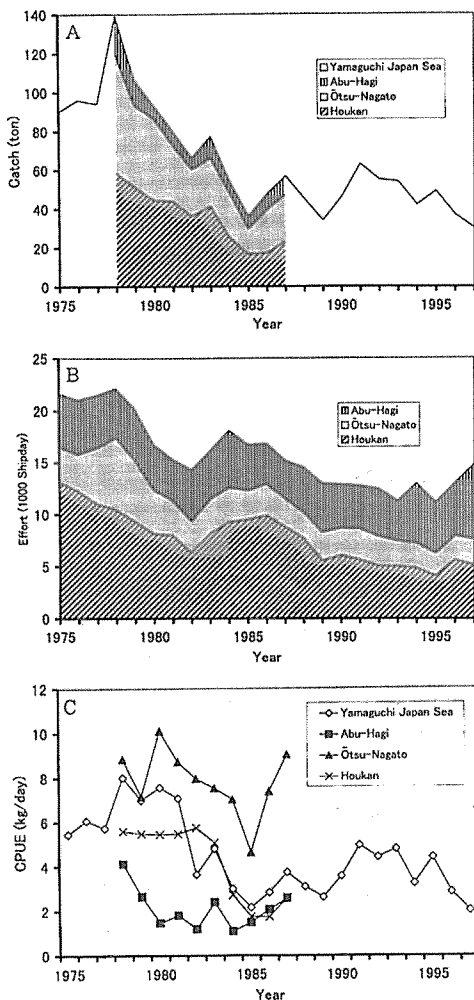 A
140
120
100
80
60
40
20
0
Catch (ton)
Yamaguchi Japan Sea
Abu-Hagi
Ōtsu-Nagato
Houkan
1975 1980 1985 1990 1995
Year
B
25
20
15
10
5
0
Effort (1000 Shipday)
Abu-Hagi
Ōtsu-Nagato
Houkan
1975 1980 1985 1990 1995
Year
C
12
10
8
6
4
2
0
CPUE (kg/day)
Yamaguchi Japan Sea
Abu-Hagi
Ōtsu-Nagato
Houkan
1975 1980 1985 1990 1995
Year